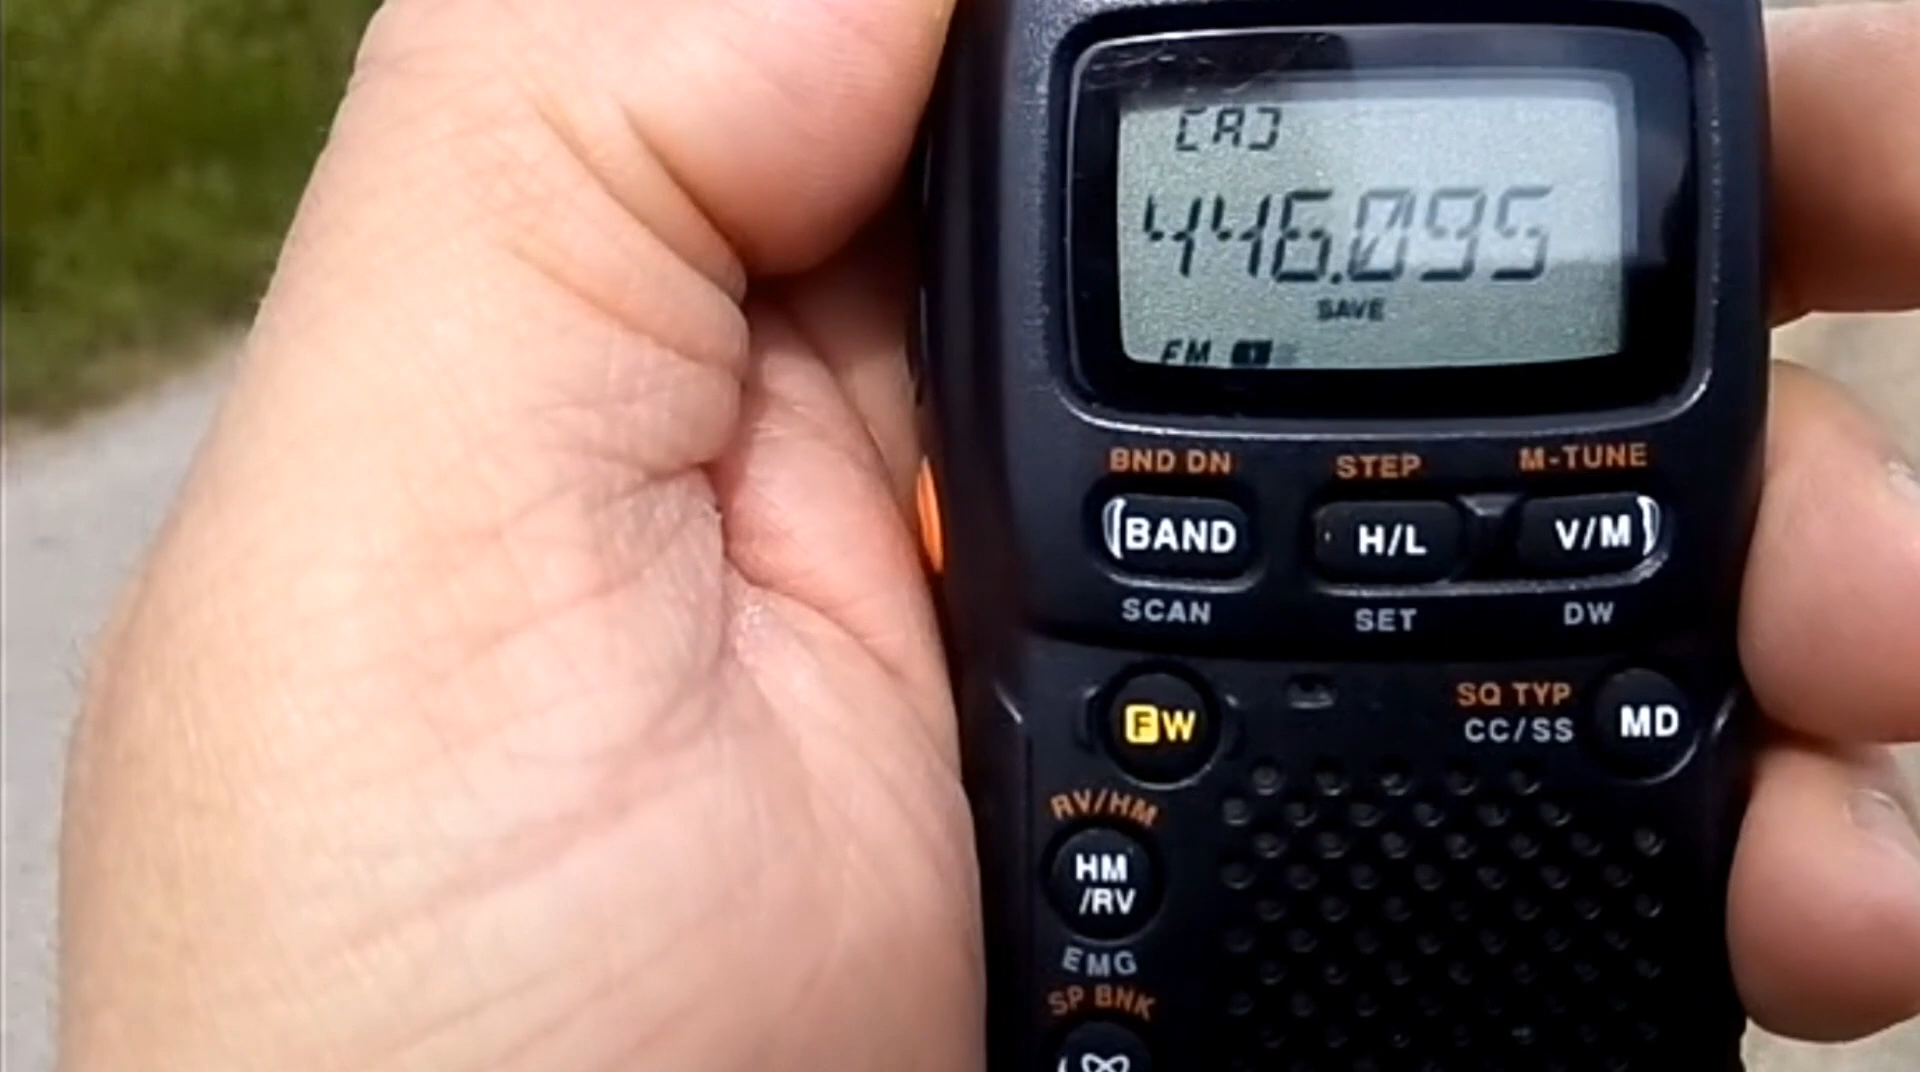 [A]
446.095
SAVE
FM
BND DN STEP M-TUNE
BAND H/L V/M
SCAN SET DW
FW
SQ TYP
CC/SS
MD
RV/HM
HM
/RV
EMG
SP BNK